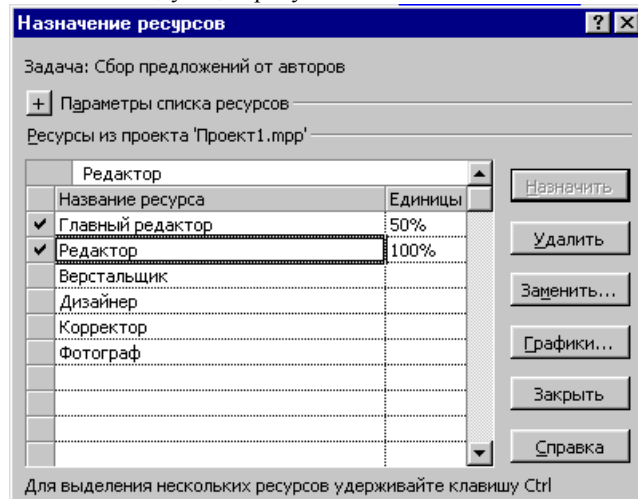 Назначение ресурсов
Задача: Сбор предложений от авторов
+ Параметры списка ресурсов
Ресурсы из проекта 'Проект1.mpp'
Редактор
Назначить
Название ресурса Единицы
Главный редактор 50%
Удалить
Редактор 100%
Верстальщик
Заменить...
Дизайнер
Корректор
Графики...
Фотограф
Закрыть
Справка
Для выделения нескольких ресурсов удерживайте клавишу Ctrl